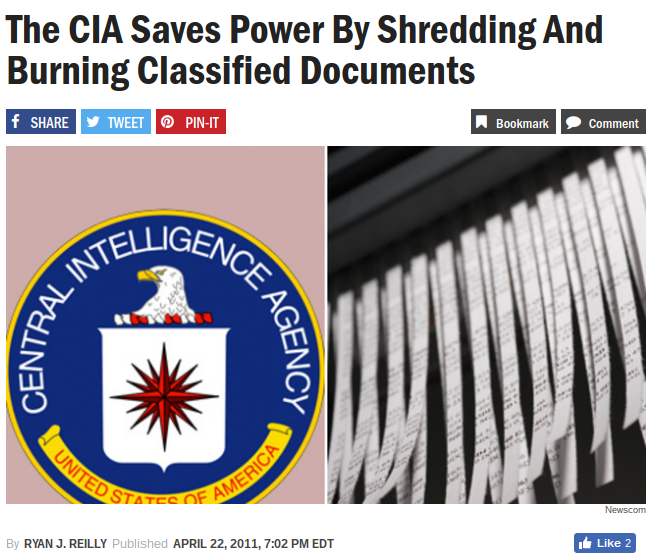 The CIA Saves Power By Shredding And
Burning Classified Documents
SHARE
TWEET
PIN-IT
Bookmark
Comment
CENTRAL INTELLIGENCE AGENCY
UNITED STATES OF AMERICA
Newscom
By RYAN J. REILLY Published APRIL 22, 2011, 7:02 PM EDT
Like 2